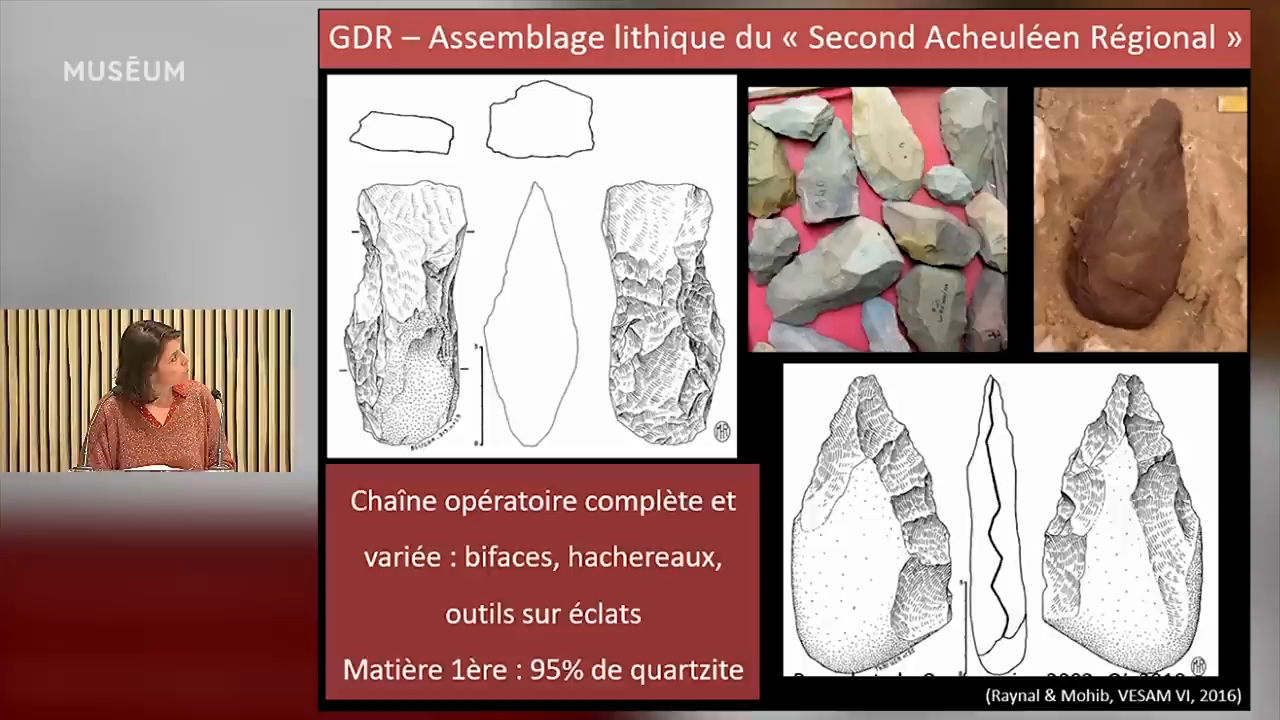 MUSĒUM
GDR – Assemblage lithique du « Second Acheuléen Régional »
Chaîne opératoire complète et
variée : bifaces, hachereaux,
outils sur éclats
Matière 1ère : 95% de quartzite
(Raynal & Mohib, VESAM VI, 2016)